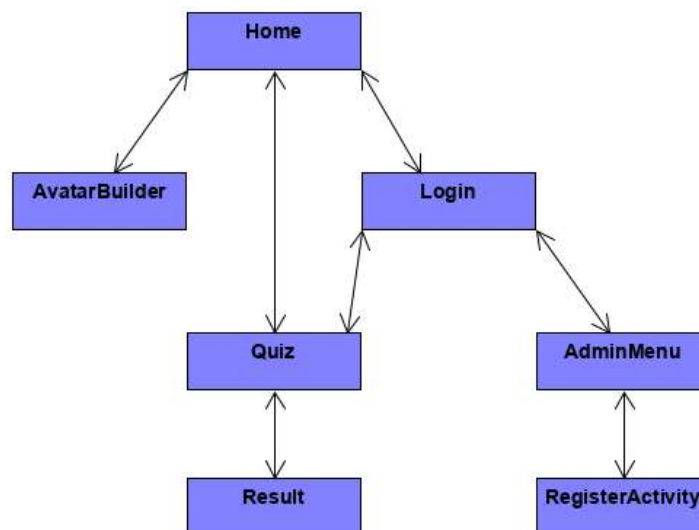 Home
AvatarBuilder
Login
Quiz
AdminMenu
Result
RegisterActivity